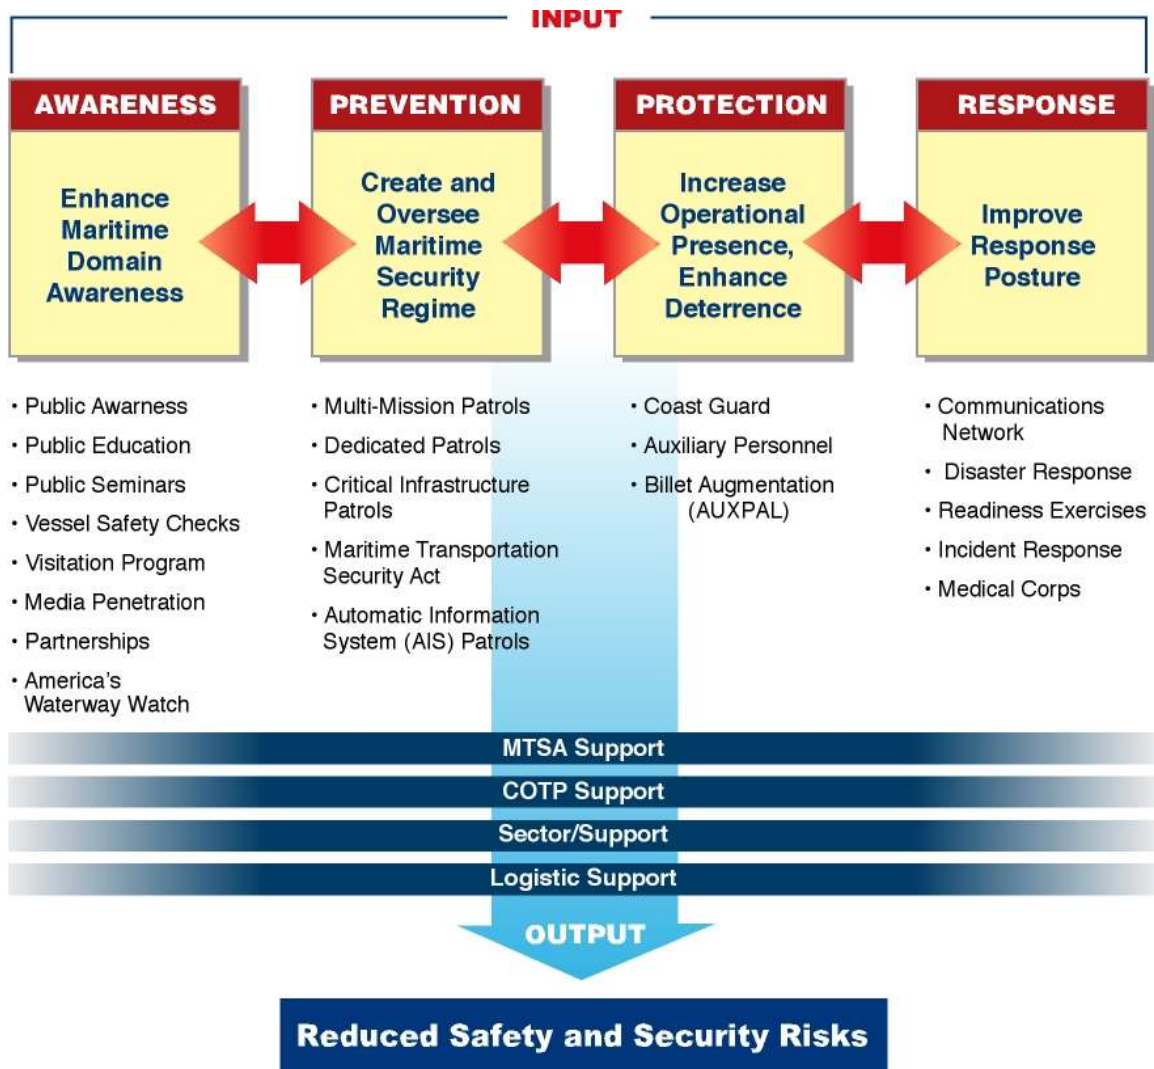 INPUT
AWARENESS
Enhance
Maritime
Domain
Awareness
PREVENTION
Create and
Oversee
Maritime
Security
Regime
PROTECTION
Increase
Operational
Presence,
Enhance
Deterrence
RESPONSE
Improve
Response
Posture
• Public Awarness
• Public Education
• Public Seminars
• Vessel Safety Checks
• Visitation Program
• Media Penetration
• Partnerships
• America’s
Waterway Watch
• Multi-Mission Patrols
• Dedicated Patrols
• Critical Infrastructure
Patrols
• Maritime Transportation
Security Act
• Automatic Information
System (AIS) Patrols
• Coast Guard
• Auxiliary Personnel
• Billet Augmentation
(AUXPAL)
• Communications
Network
• Disaster Response
• Readiness Exercises
• Incident Response
• Medical Corps
MTSA Support
COTP Support
Sector/Support
Logistic Support
OUTPUT
Reduced Safety and Security Risks